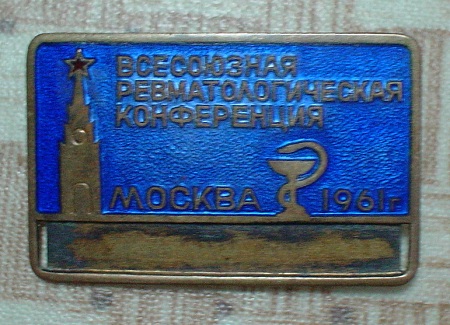 ВСЕСОЮЗНАЯ
РЕВМАТОЛОГИЧЕСКАЯ
КОНФЕРЕНЦИЯ
МОСКВА 1961г